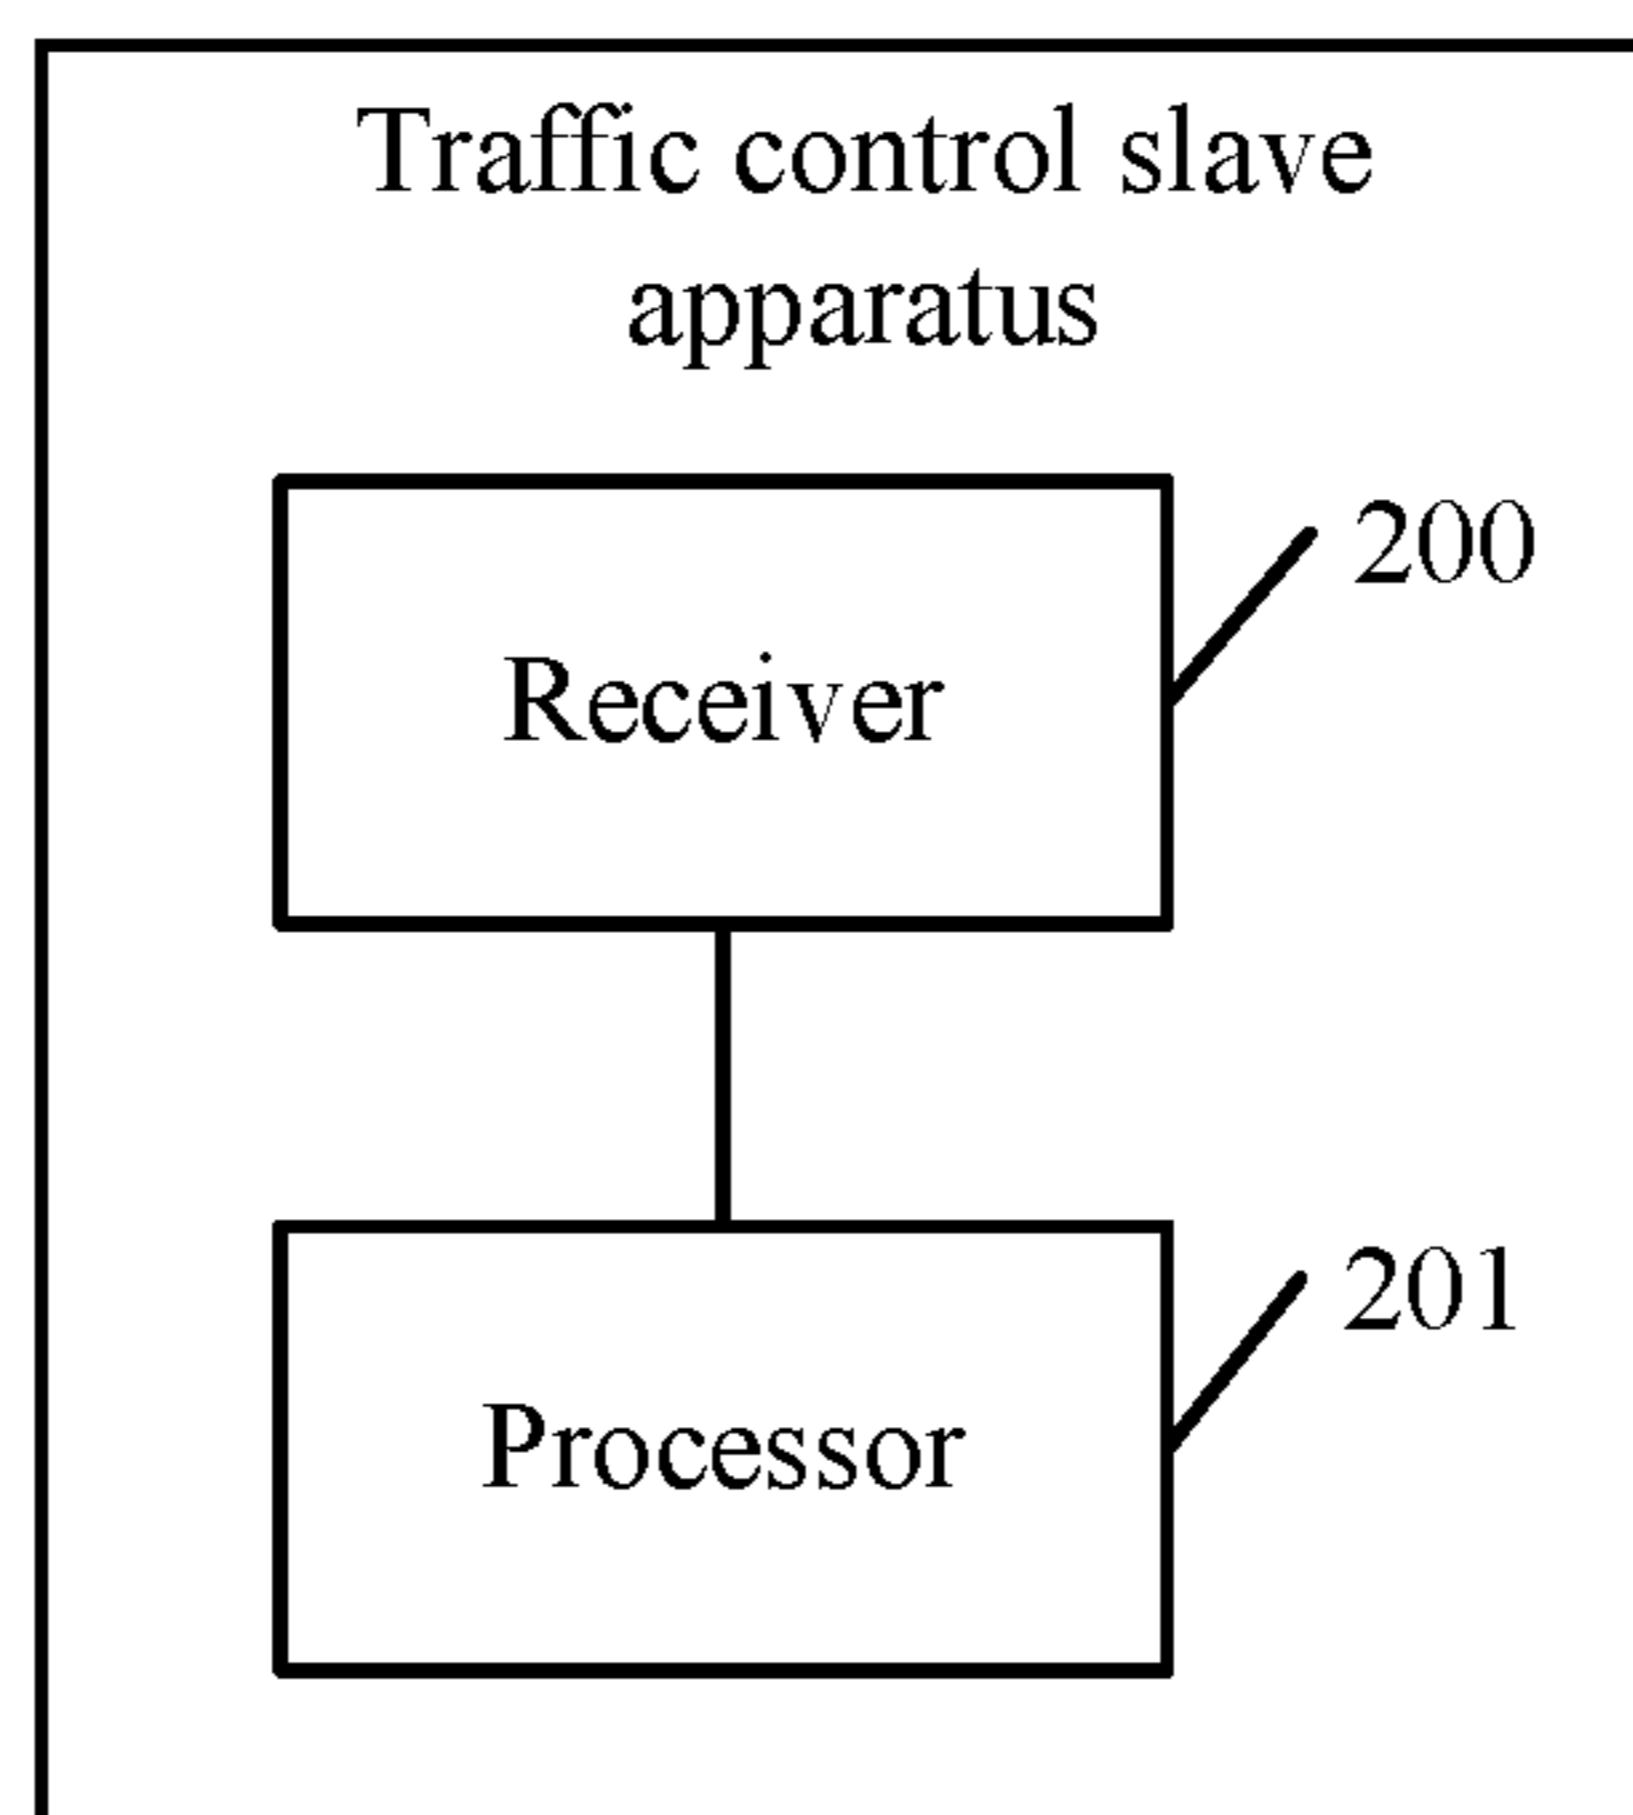 Traffic control slave
apparatus
200
Receiver
201
Processor